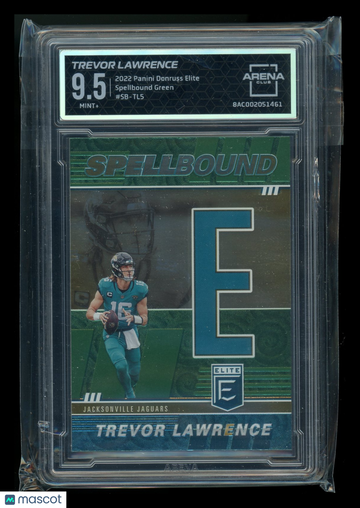 TREVOR LAWRENCE
9.5
MINT+
2022 Panini Donruss Elite
Spellbound Green
#SB-TL5
ARENA
CLUB
BAC002051461
SPELLBOUND
E
16
ELITE
E
JACKSONVILLE JAGUARS
TREVOR LAWRENCE
mascot